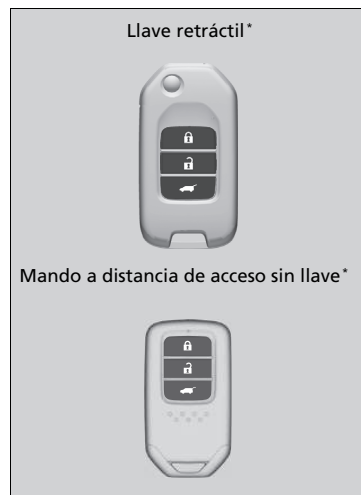 Llave retráctil*
Mando a distancia de acceso sin llave*